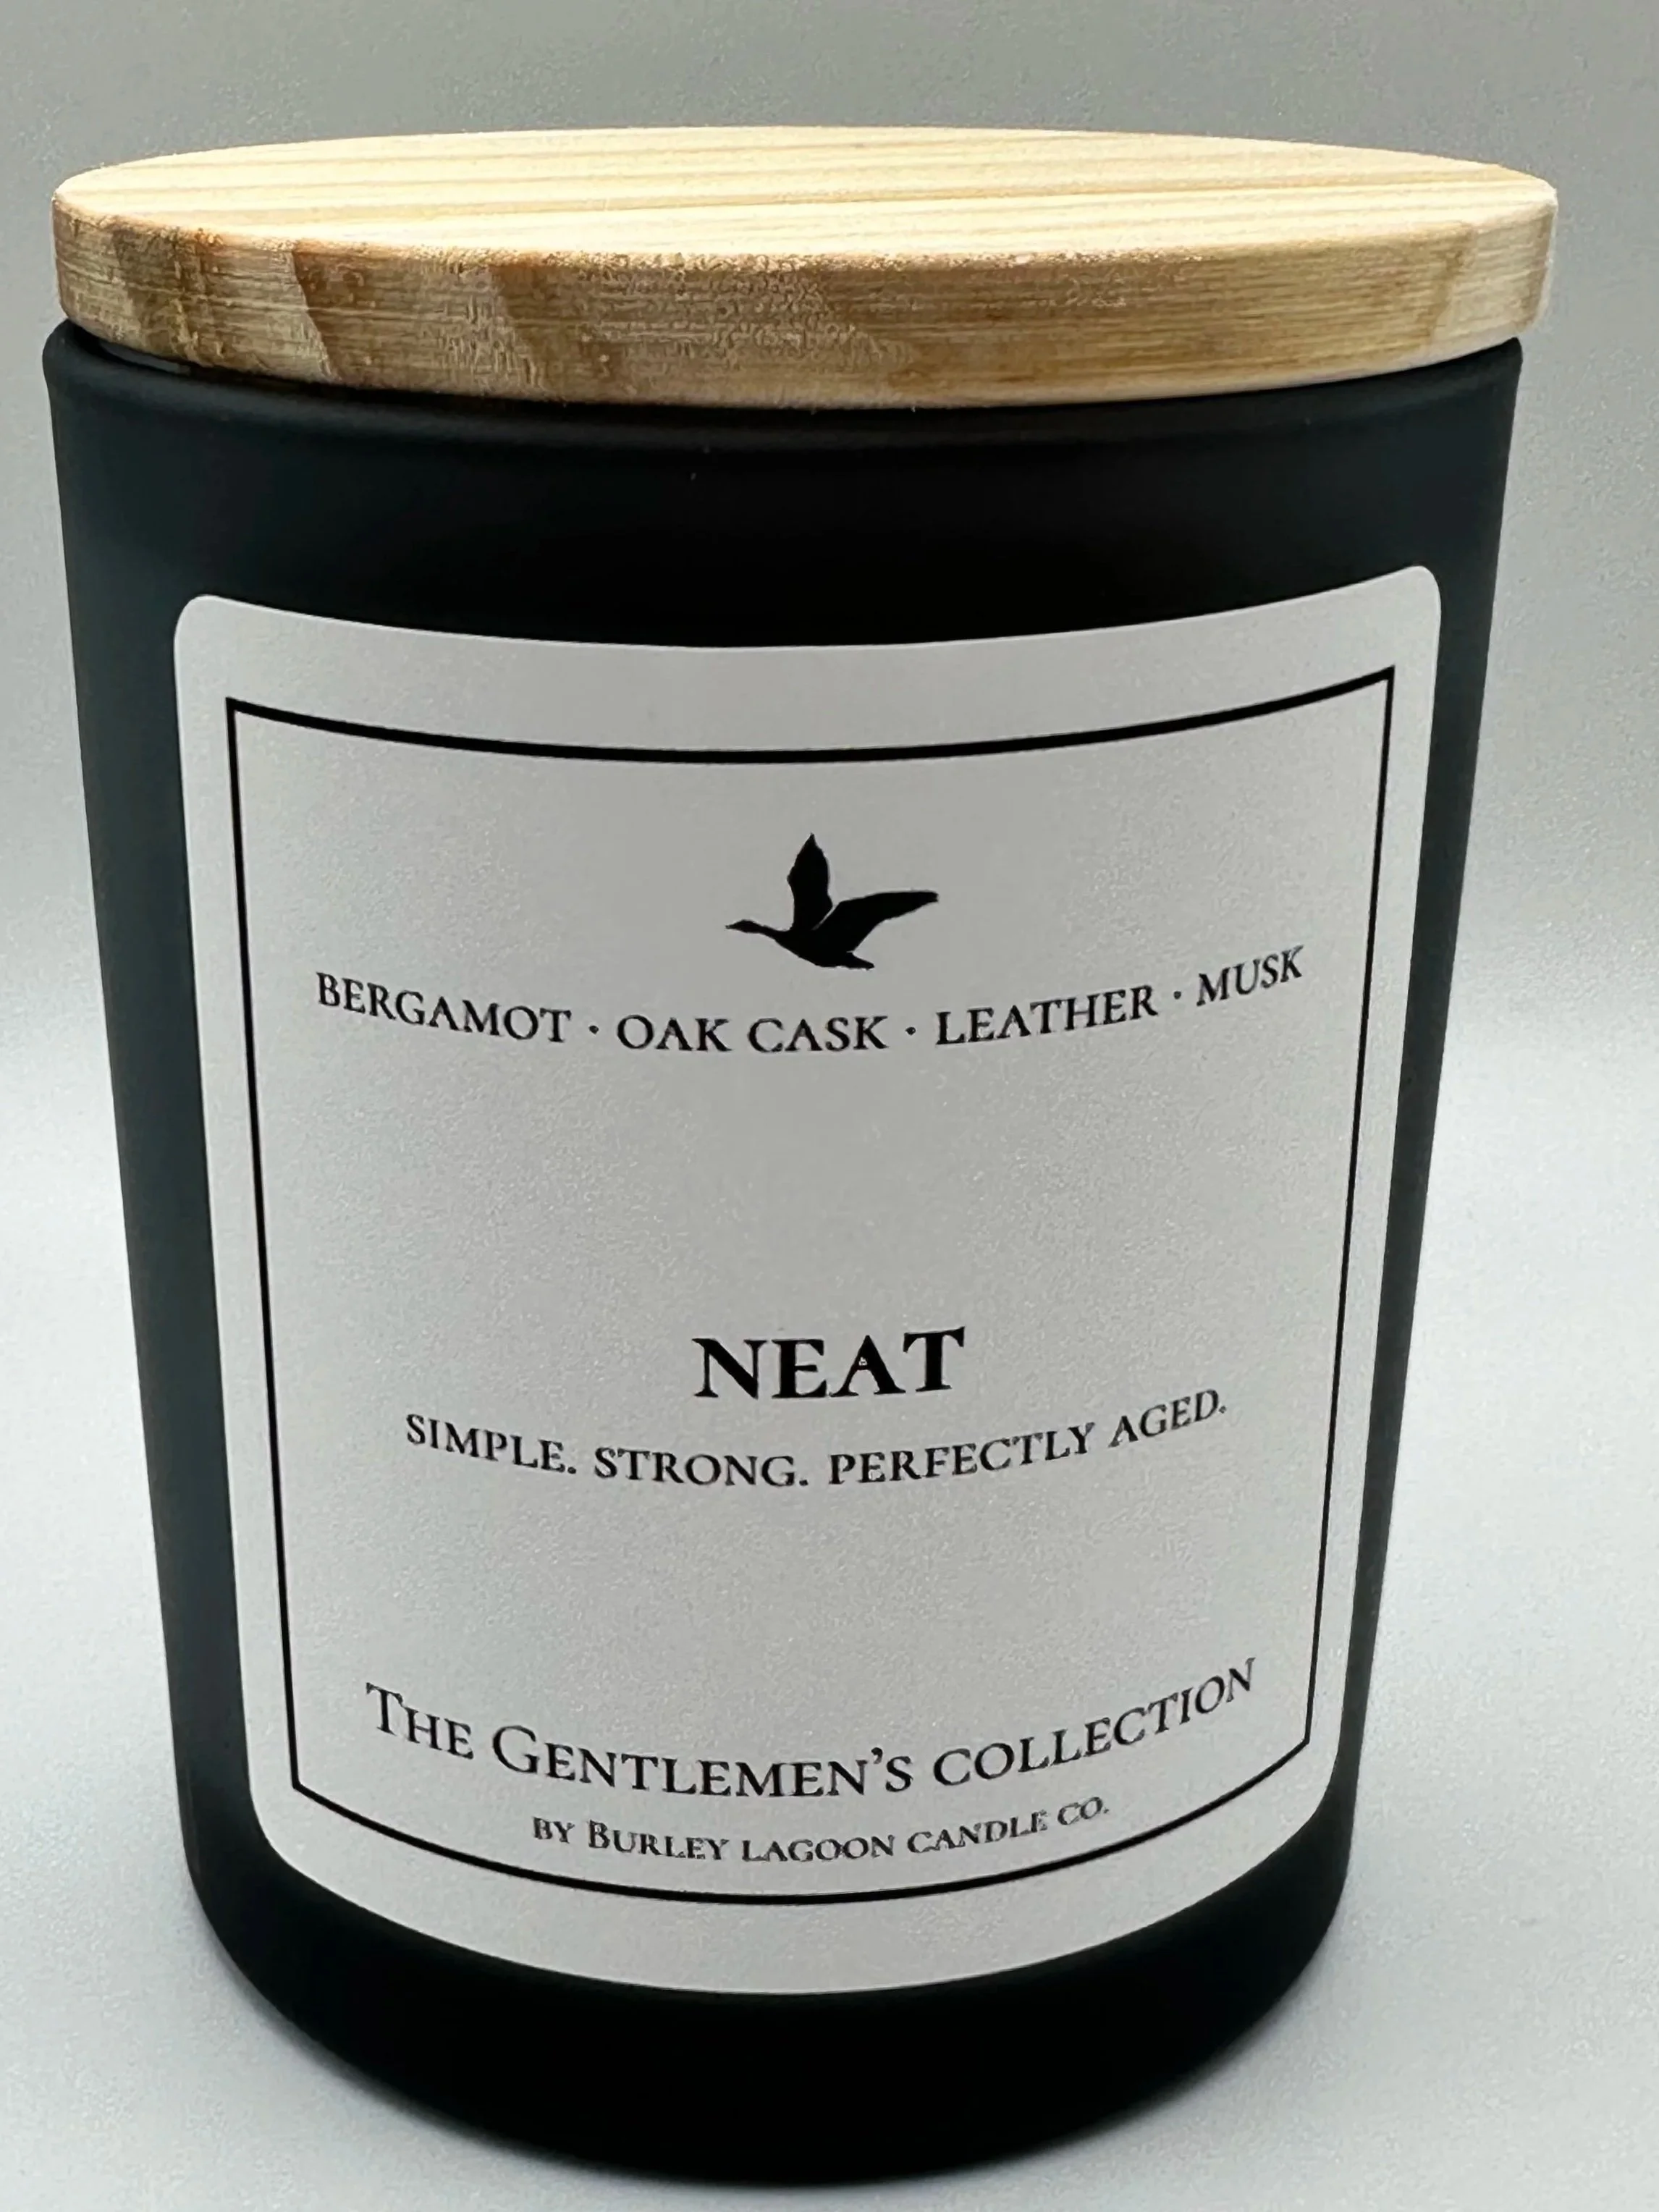 BERGAMOT · OAK CASK · LEATHER · MUSK
NEAT
SIMPLE. STRONG. PERFECTLY AGED.
THE GENTLEMEN'S COLLECTION
BY BURLEY LAGOON CANDLE CO.